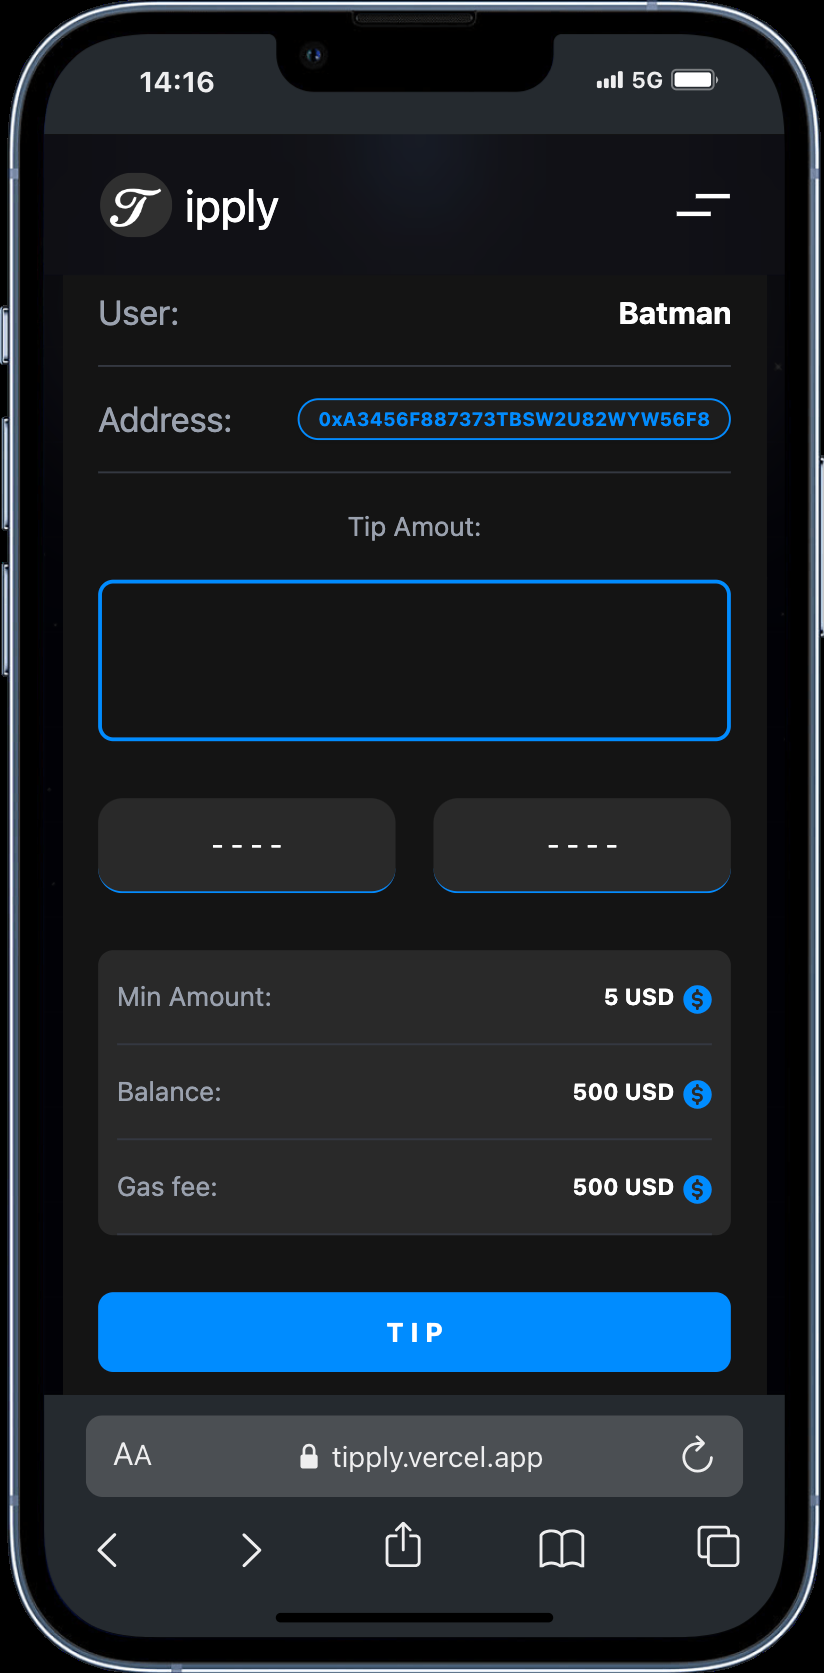 14:16 5G
Tipply
User: Batman
Address: 0xA3456F887373TBSW2U82WYW56F8
Tip Amout:
---- ----
Min Amount: 5 USD $
Balance: 500 USD $
Gas fee: 500 USD $
TIP
AA tipply.vercel.app